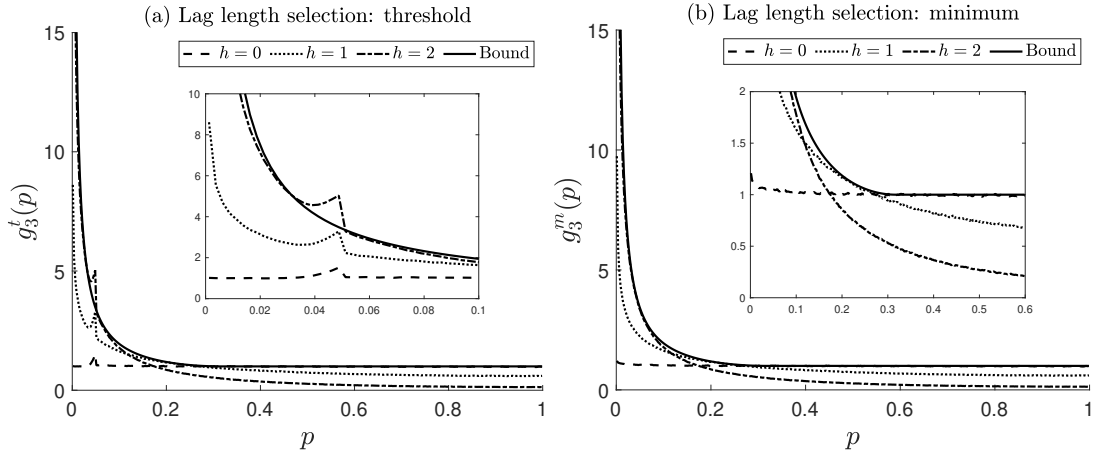 (a) Lag length selection: threshold
h = 0 h = 1 h = 2 Bound
15
10
5
0
g_3^t(p)
10
8
6
4
2
0
0 0.02 0.04 0.06 0.08 0.1
0 0.2 0.4 0.6 0.8 1
p
(b) Lag length selection: minimum
h = 0 h = 1 h = 2 Bound
15
10
5
0
g_3^m(p)
2
1.5
1
0.5
0
0 0.1 0.2 0.3 0.4 0.5 0.6
0 0.2 0.4 0.6 0.8 1
p